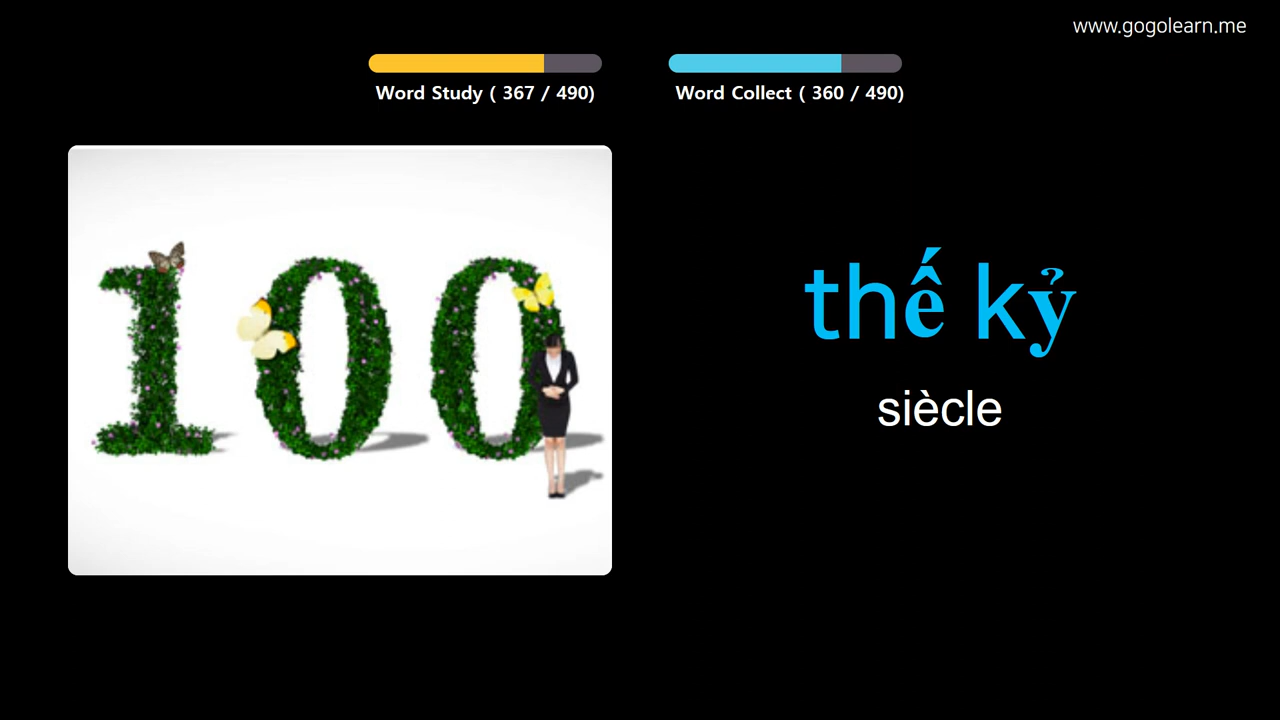 www.gogolearn.me
Word Study ( 367 / 490)
Word Collect ( 360 / 490)
100
thế kỷ
siècle